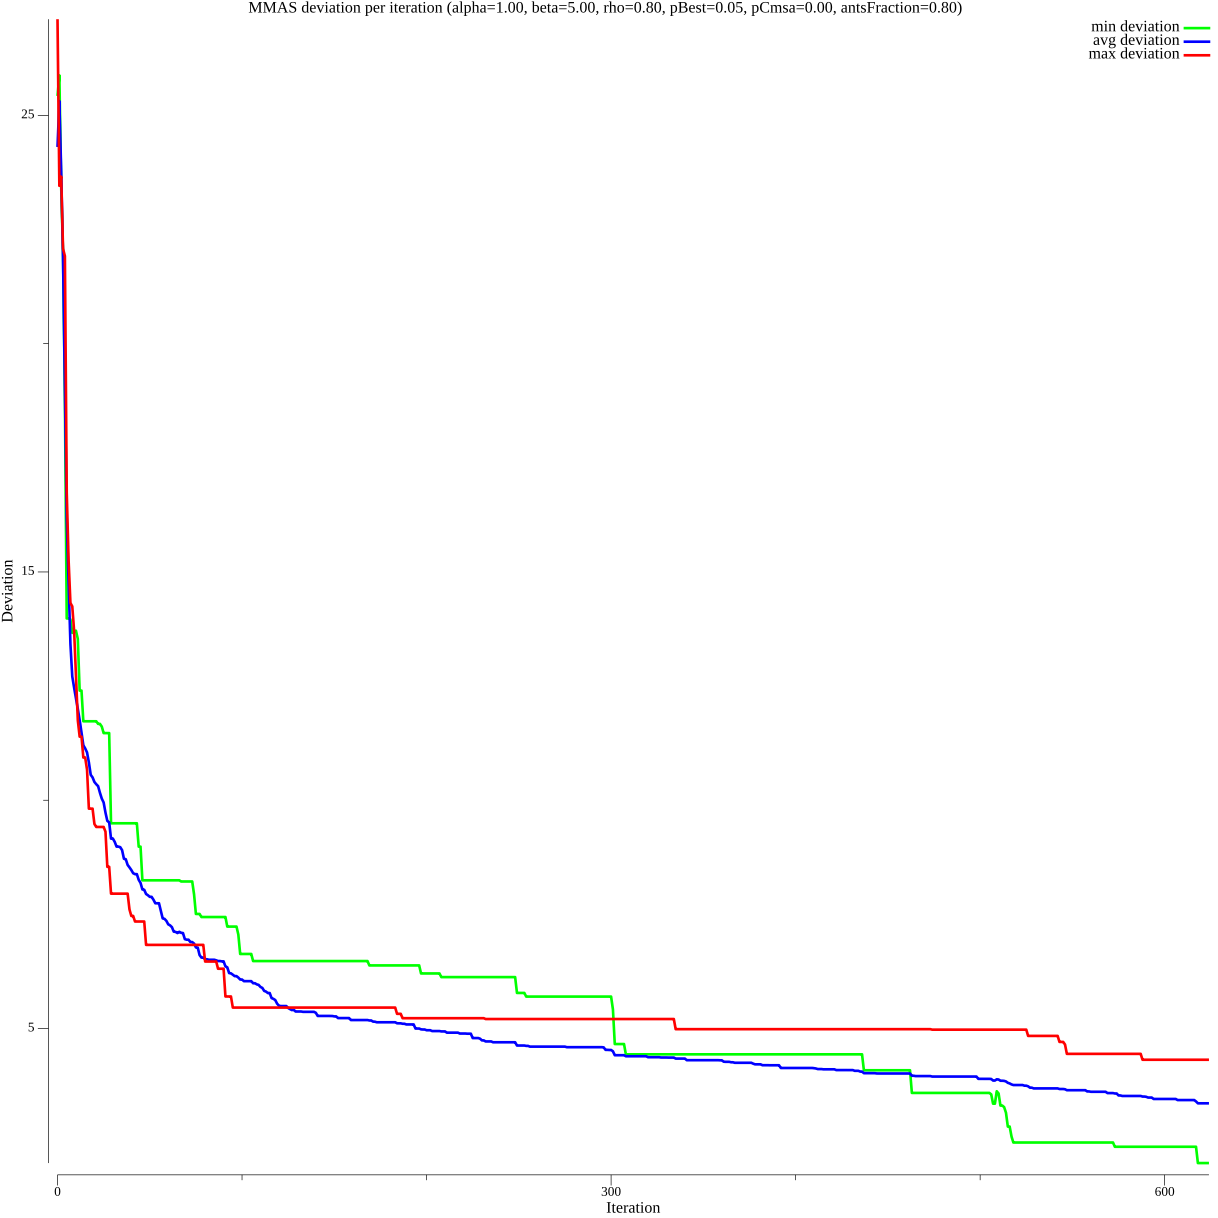 MMAS deviation per iteration (alpha=1.00, beta=5.00, rho=0.80, pBest=0.05, pCmsa=0.00, antsFraction=0.80)
min deviation
avg deviation
max deviation
25
15
5
Deviation
0
300
600
Iteration